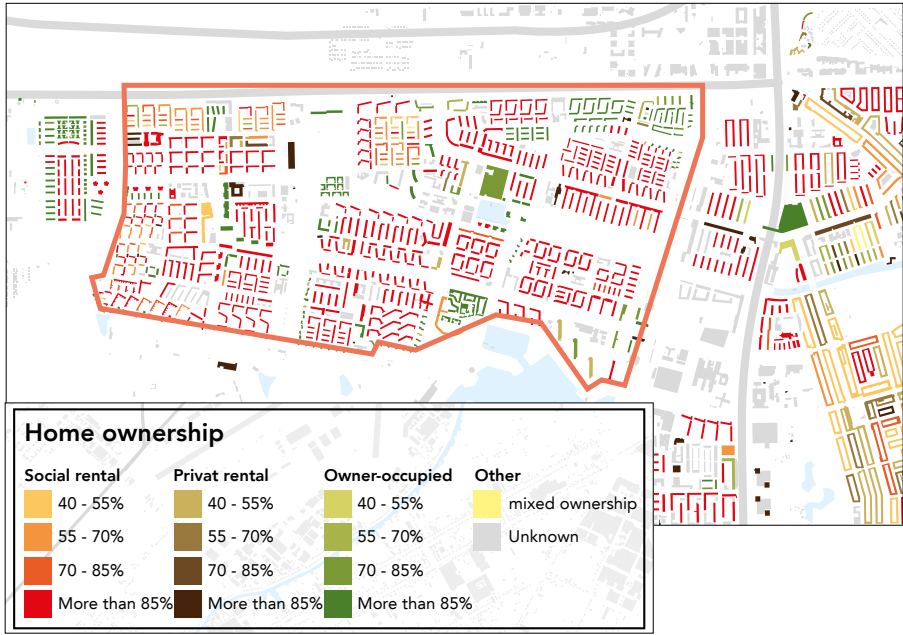 Home ownership
Social rental
40 - 55%
55 - 70%
70 - 85%
More than 85%
Privat rental
40 - 55%
55 - 70%
70 - 85%
More than 85%
Owner-occupied
40 - 55%
55 - 70%
70 - 85%
More than 85%
Other
mixed ownership
Unknown